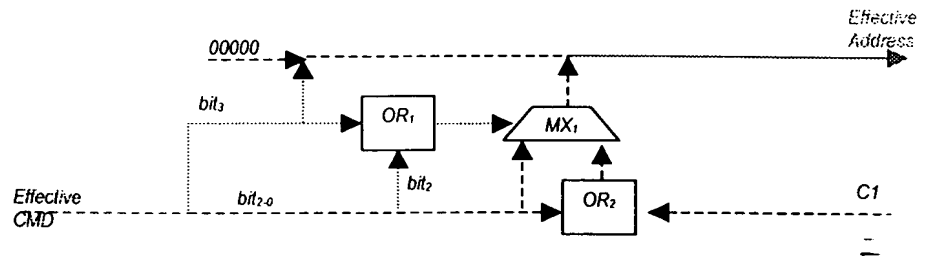 Effective
Address
00000
bit₃
OR₁
MX₁
bit₂
Effective
CMD
bit₂₋₀
OR₂
C1